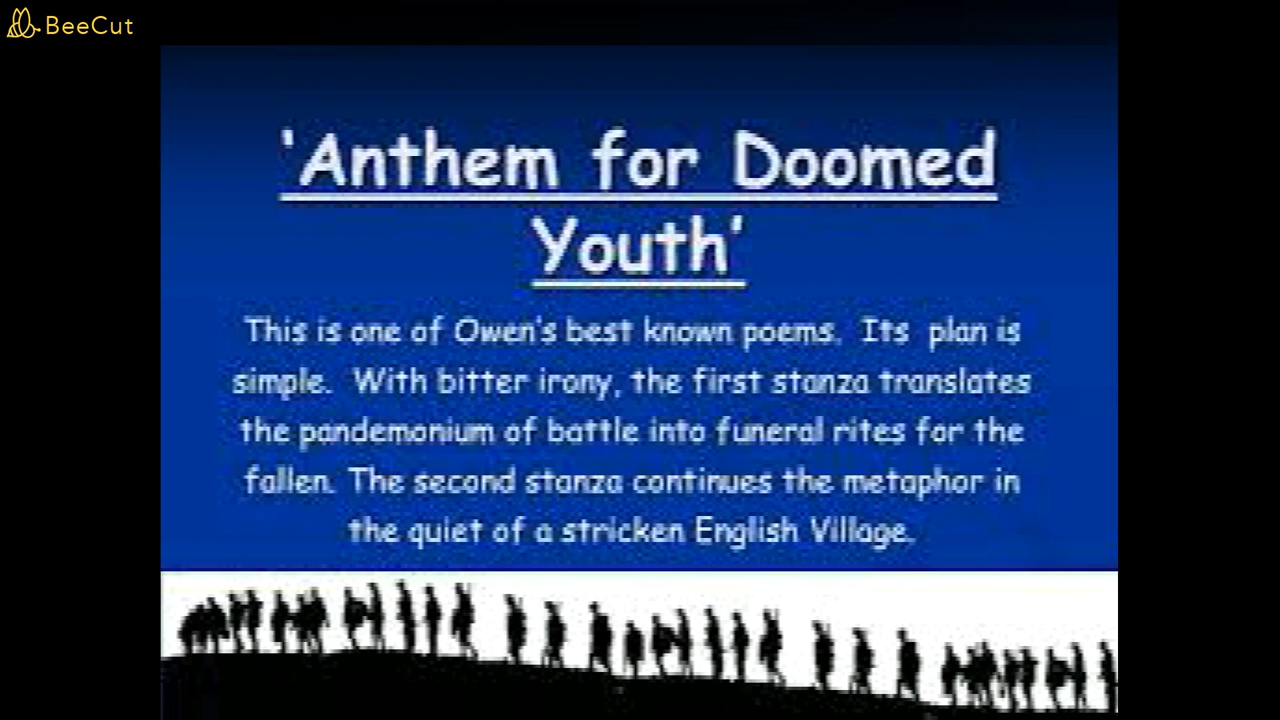 BeeCut
‘Anthem for Doomed
Youth’
This is one of Owen’s best known poems. Its plan is
simple. With bitter irony, the first stanza translates
the pandemonium of battle into funeral rites for the
fallen. The second stanza continues the metaphor in
the quiet of a stricken English Village.